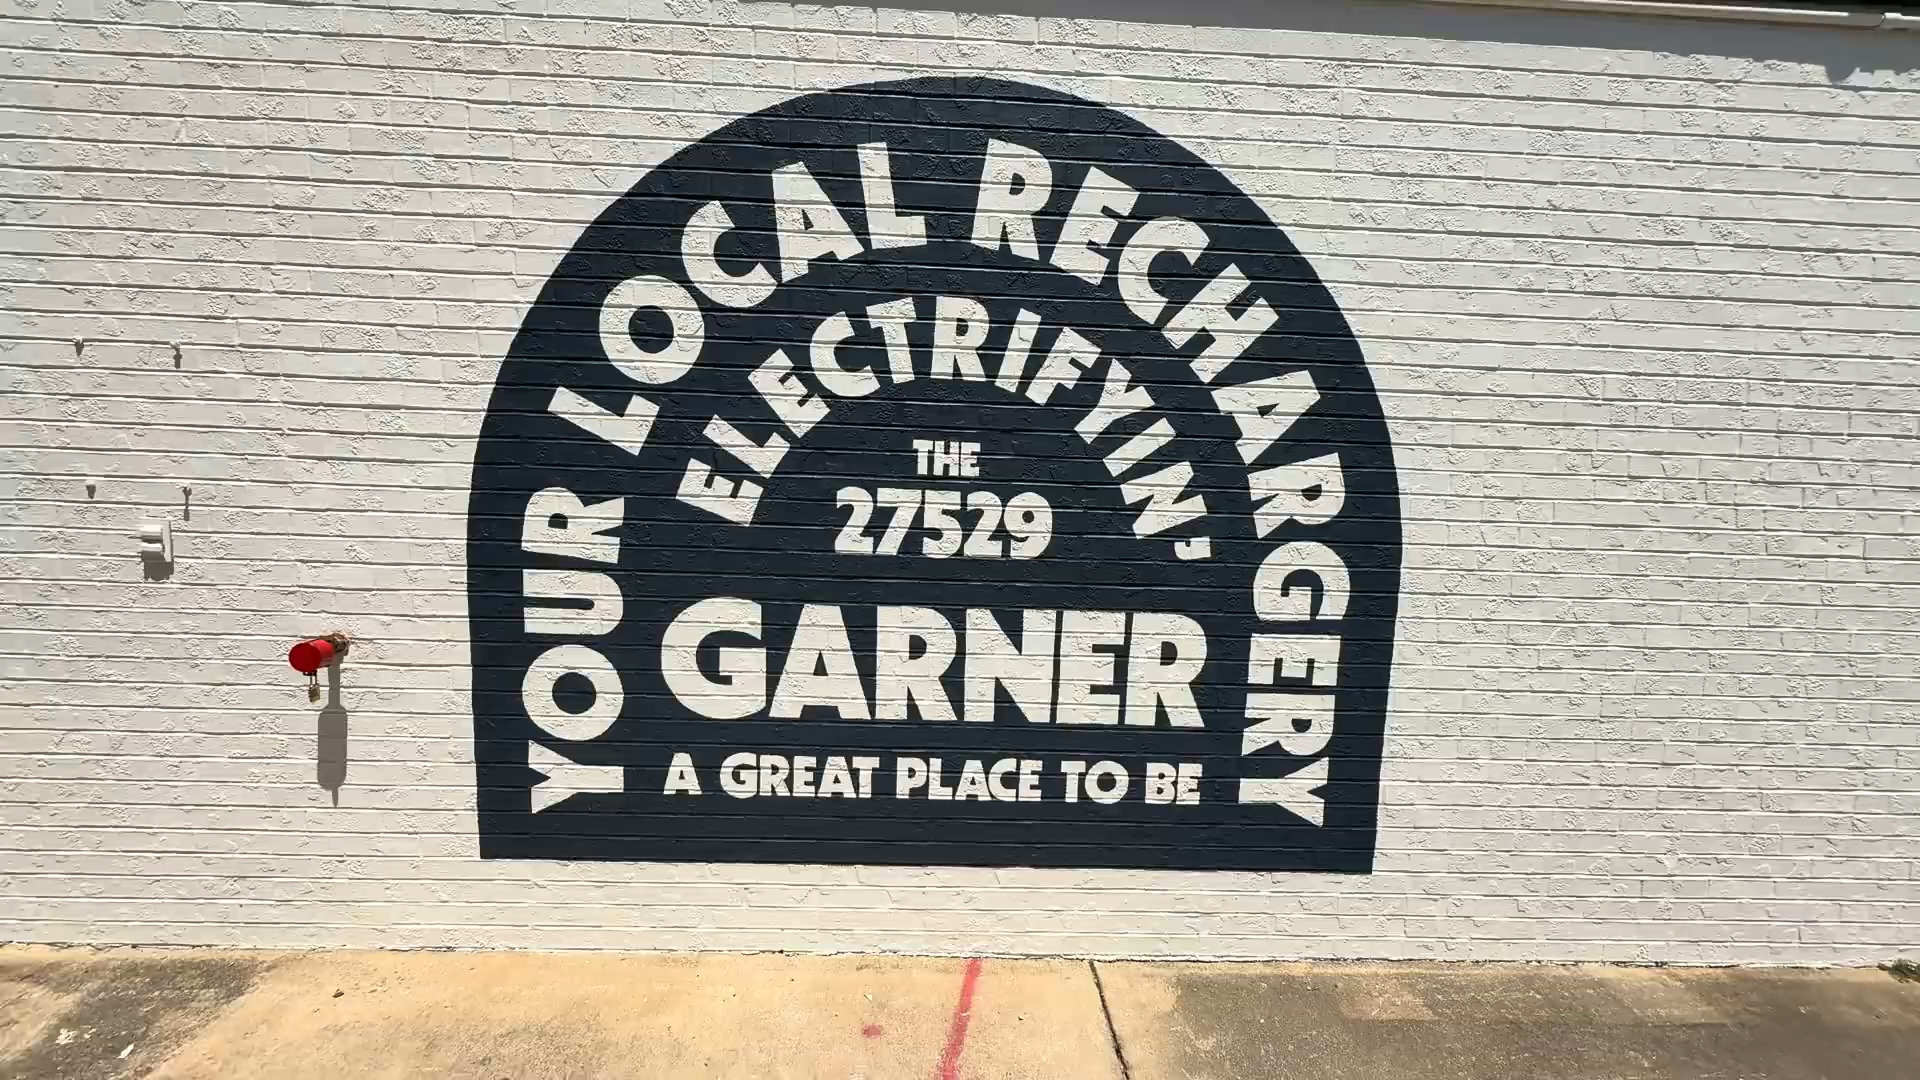 YOUR LOCAL RECHARGERY
ELECTRIFYIN'
THE
27529
GARNER
A GREAT PLACE TO BE